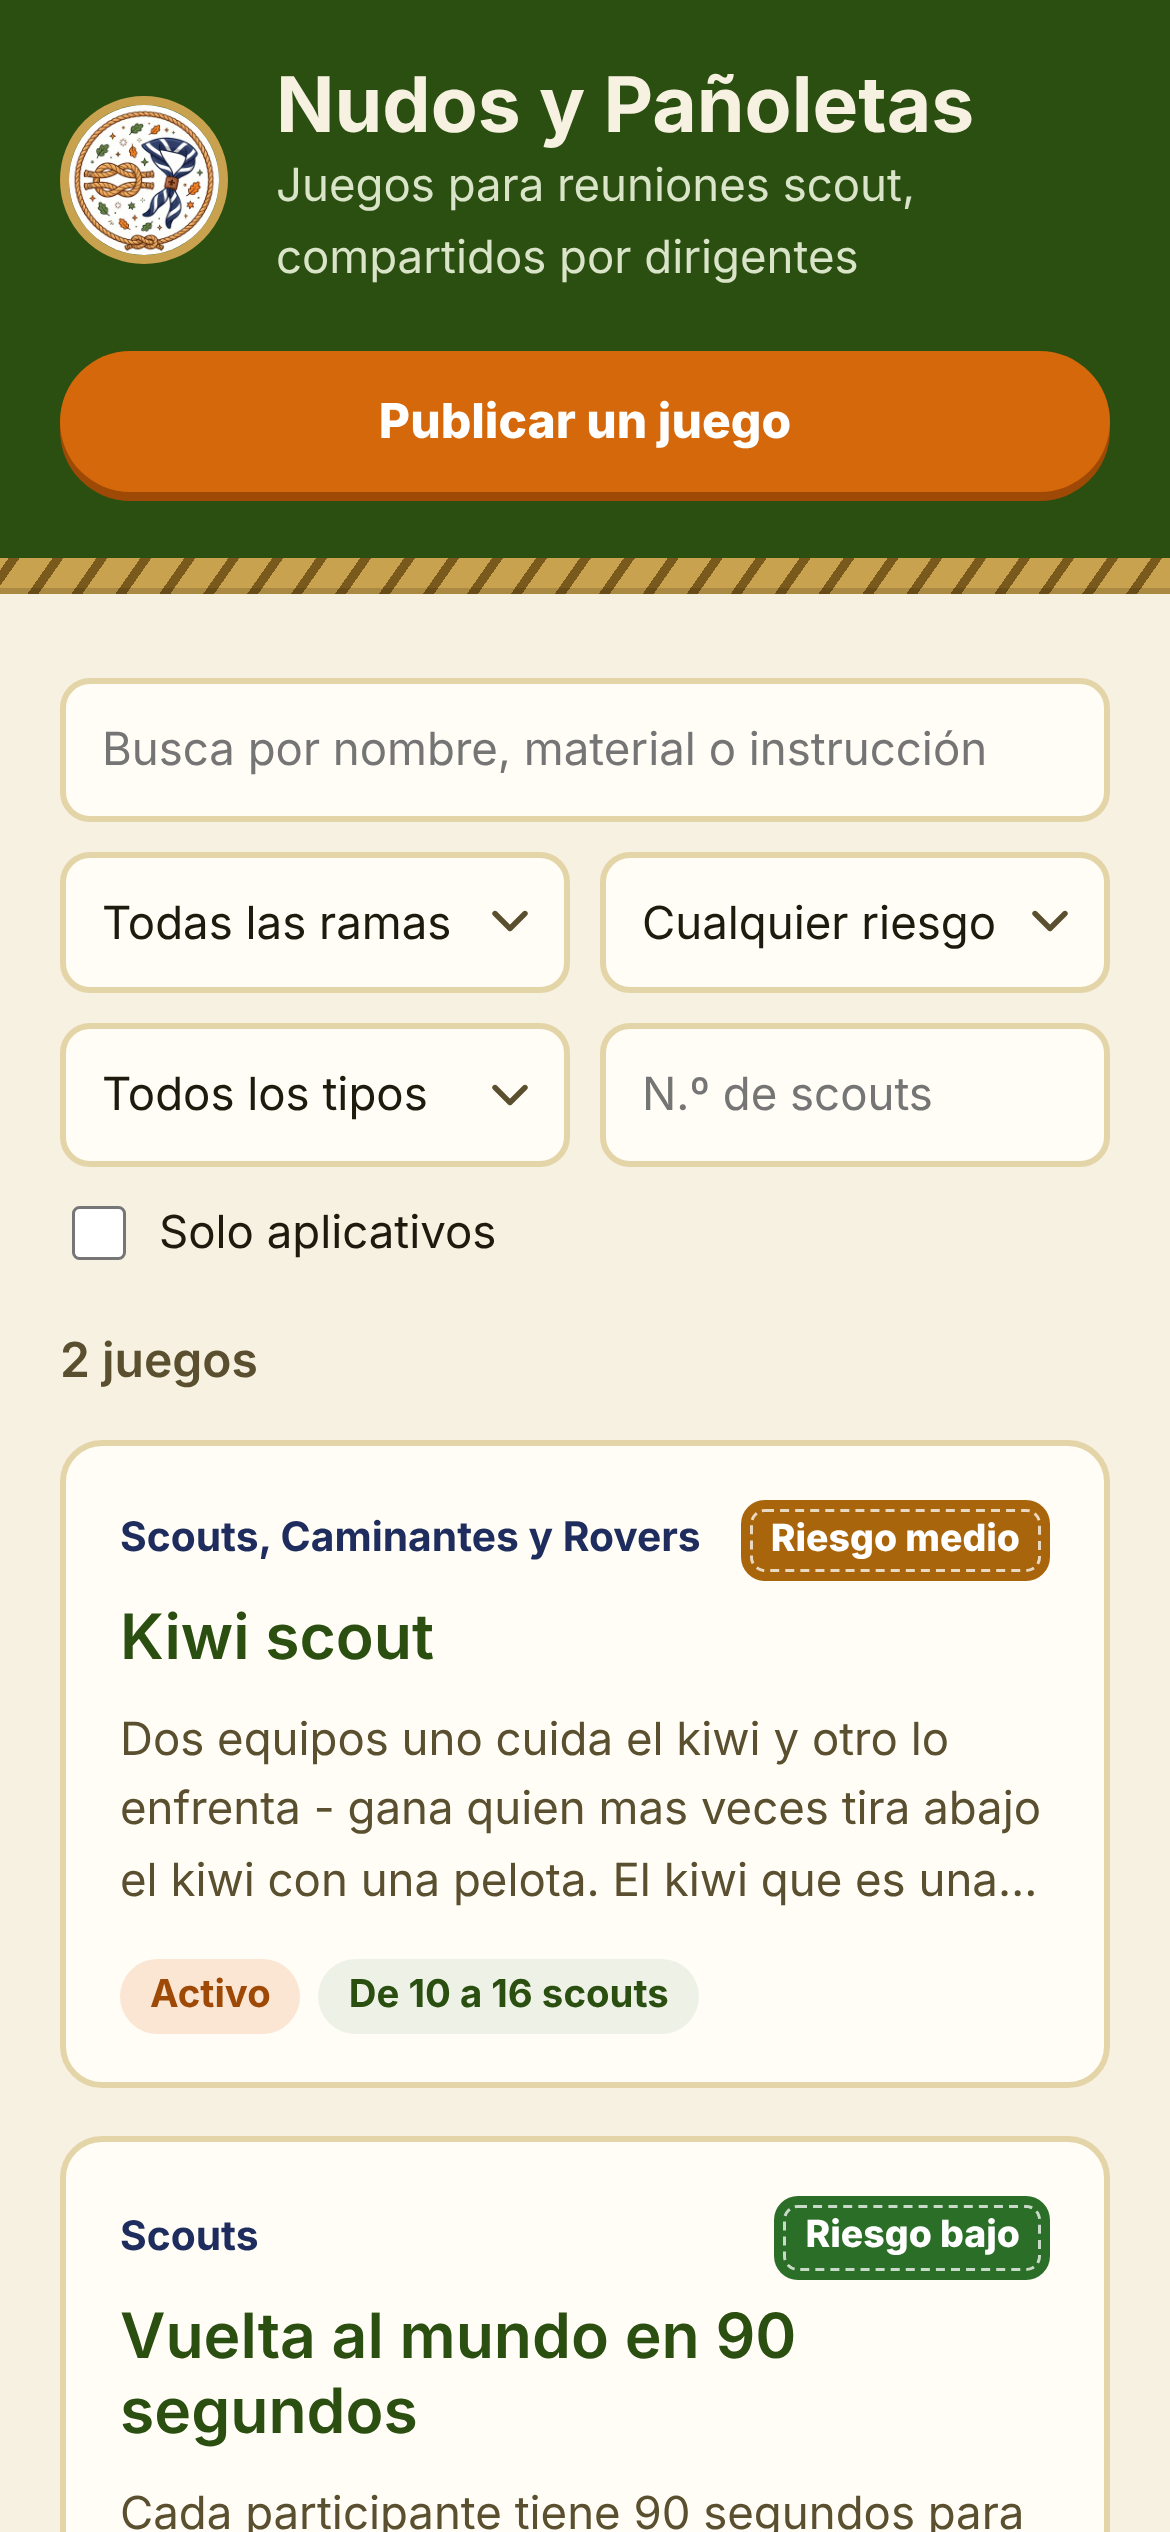 Nudos y Pañoletas
Juegos para reuniones scout,
compartidos por dirigentes
Publicar un juego
Busca por nombre, material o instrucción
Todas las ramas
Cualquier riesgo
Todos los tipos
N.º de scouts
Solo aplicativos
2 juegos
Scouts, Caminantes y Rovers
Riesgo medio
Kiwi scout
Dos equipos uno cuida el kiwi y otro lo
enfrenta - gana quien mas veces tira abajo
el kiwi con una pelota. El kiwi que es una...
Activo
De 10 a 16 scouts
Scouts
Riesgo bajo
Vuelta al mundo en 90
segundos
Cada participante tiene 90 segundos para